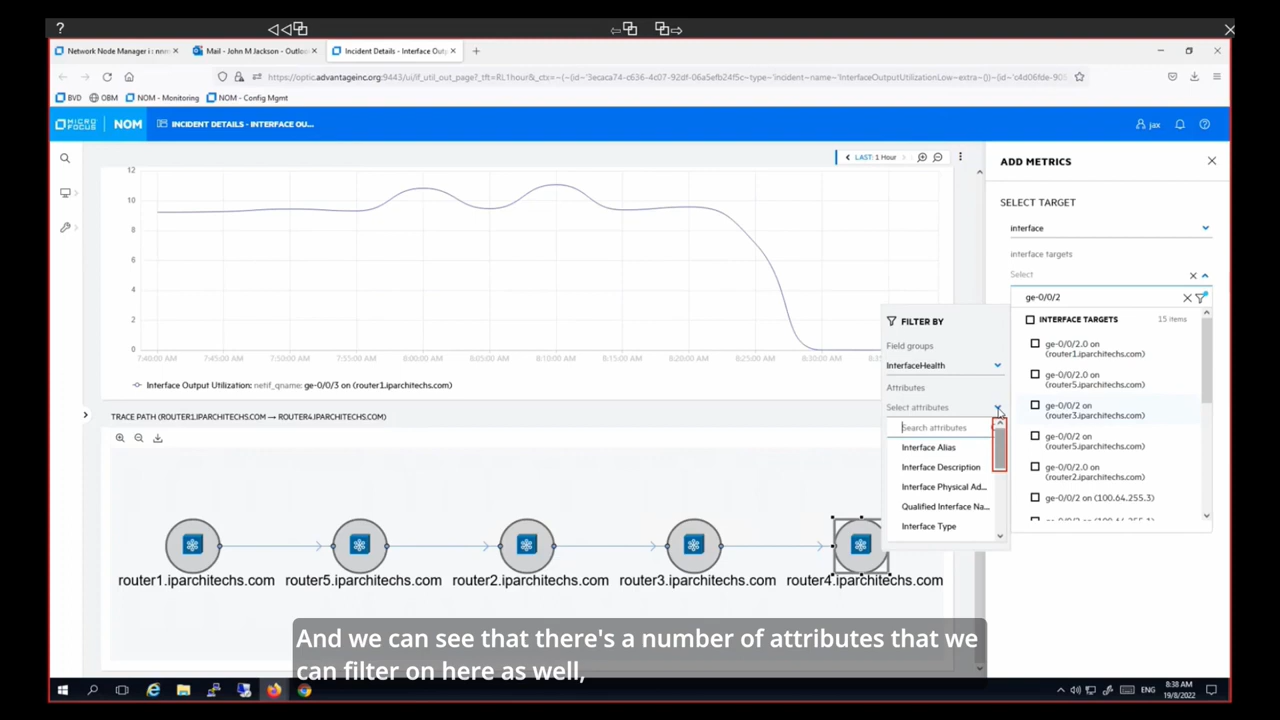 ?
Network Node Manager i : nnm
Mail - John M Jackson - Outlo
Incident Details - Interface Out
BVD
OBM
NOM - Monitoring
NOM - Config Mgmt
MICRO FOCUS
NOM
INCIDENT DETAILS - INTERFACE OU...
jax
LAST: 1 Hour
12
10
8
6
4
2
0
7:40:00 AM
7:45:00 AM
7:50:00 AM
7:55:00 AM
8:00:00 AM
8:05:00 AM
8:10:00 AM
8:15:00 AM
8:20:00 AM
8:25:00 AM
8:30:00 AM
8:35
Interface Output Utilization: netif_qname: ge-0/0/3 on (router1.iparchitechs.com)
TRACE PATH (ROUTER1.IPARCHITECHS.COM → ROUTER4.IPARCHITECHS.COM)
router1.iparchitechs.com
router5.iparchitechs.com
router2.iparchitechs.com
router3.iparchitechs.com
router4.iparchitechs.com
FILTER BY
Field groups
InterfaceHealth
Attributes
Select attributes
Search attributes
Interface Alias
Interface Description
Interface Physical Ad...
Qualified Interface Na...
Interface Type
ADD METRICS
SELECT TARGET
interface
interface targets
Select
ge-0/0/2
INTERFACE TARGETS
15 items
ge-0/0/2.0 on
(router1.iparchitechs.com)
ge-0/0/2.0 on
(router5.iparchitechs.com)
ge-0/0/2 on
(router3.iparchitechs.com)
ge-0/0/2 on
(router5.iparchitechs.com)
ge-0/0/2.0 on
(router2.iparchitechs.com)
ge-0/0/2 on (100.64.255.3)
And we can see that there's a number of attributes that we
can filter on here as well,
ENG
8:38 AM
19/8/2022